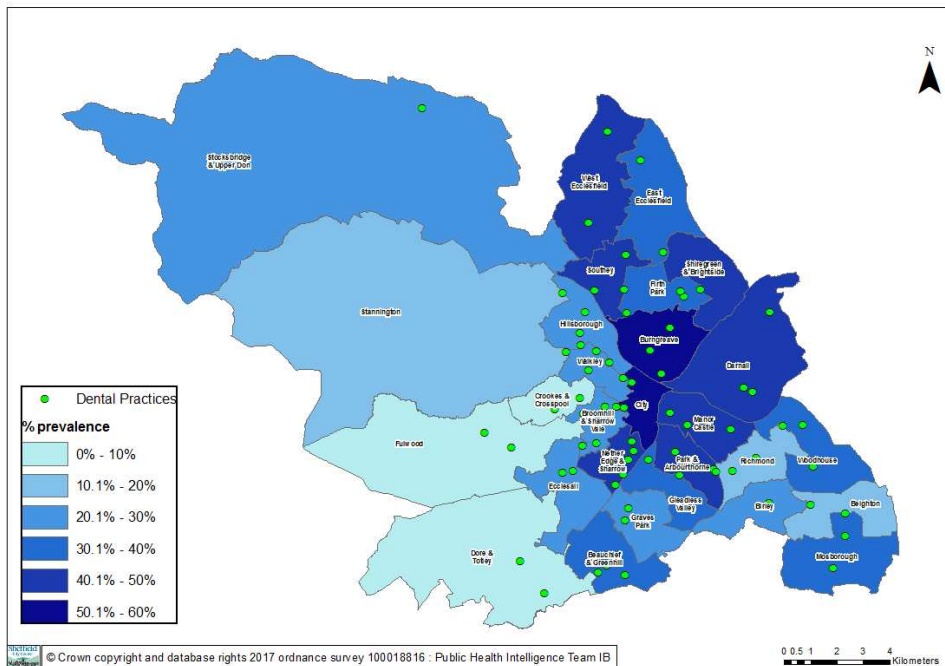 N
Stocksbridge
& Upper Don
West
Ecclesfield
East
Ecclesfield
Southey
Shiregreen
& Brightside
Firth
Park
Stannington
Hillsborough
Burngreave
Walkley
Darnall
Crookes &
Crosspool
City
Manor
Castle
Broomhill
& Sharrow
Vale
Fulwood
Nether
Edge &
Sharrow
Park &
Arbourthorne
Richmond
Woodhouse
Ecclesall
Gleadless
Valley
Graves
Park
Birley
Beighton
Dore &
Totley
Beauchief
& Greenhill
Mosborough
Dental Practices
% prevalence
0% - 10%
10.1% - 20%
20.1% - 30%
30.1% - 40%
40.1% - 50%
50.1% - 60%
Sheffield
© Crown copyright and database rights 2017 ordnance survey 100018816 : Public Health Intelligence Team IB
0 0.5 1 2 3 4
Kilometers